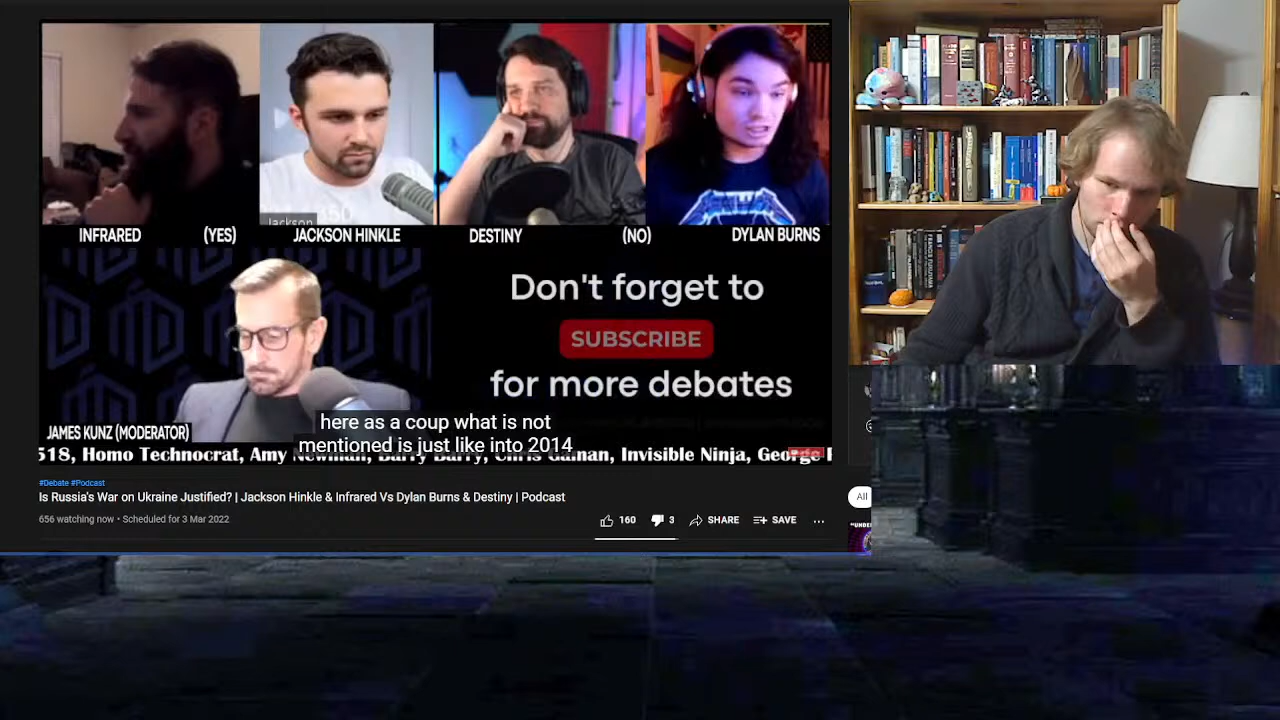 Jackson
INFRARED (YES) JACKSON HINKLE DESTINY (NO) DYLAN BURNS
Don't forget to
SUBSCRIBE
for more debates
JAMES KUNZ (MODERATOR)
here as a coup what is not
mentioned is just like into 2014
518, Homo Technocrat, Amy Newman, Barry Barry, Chris Gaman, Invisible Ninja, George
#Debate #Podcast
Is Russia's War on Ukraine Justified? | Jackson Hinkle & Infrared Vs Dylan Burns & Destiny | Podcast
656 watching now • Scheduled for 3 Mar 2022
160 3 SHARE SAVE ...
All